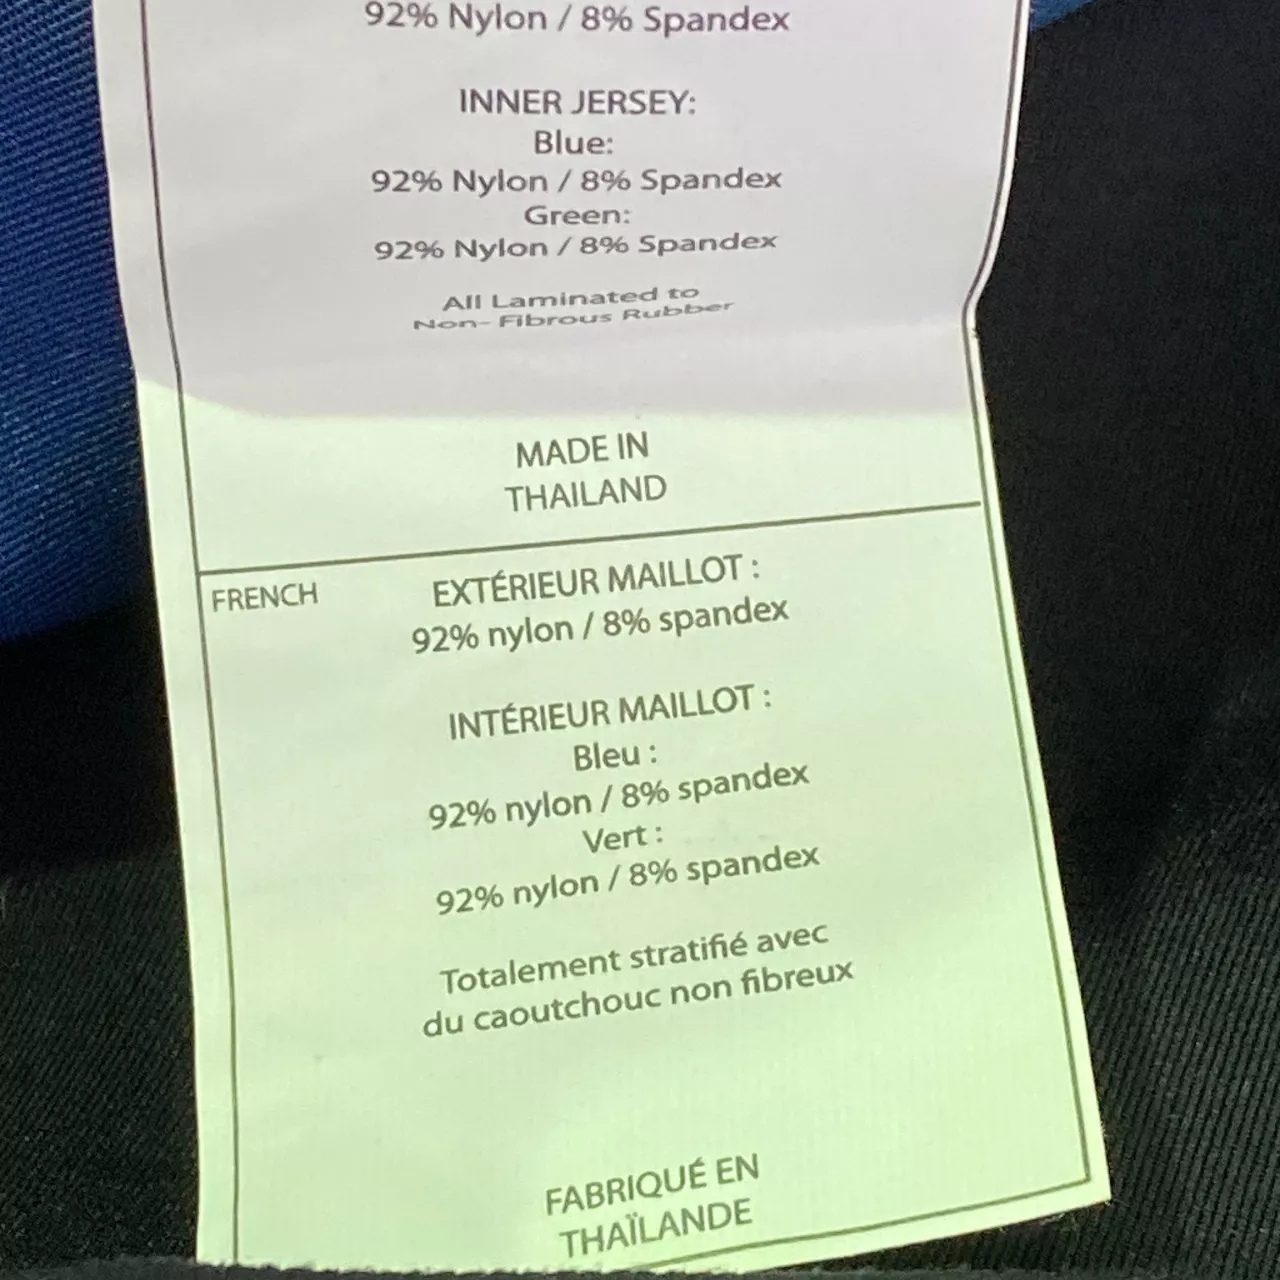 92% Nylon / 8% Spandex
INNER JERSEY:
Blue:
92% Nylon / 8% Spandex
Green:
92% Nylon / 8% Spandex
All Laminated to
Non- Fibrous Rubber
MADE IN
THAILAND
FRENCH
EXTÉRIEUR MAILLOT :
92% nylon / 8% spandex
INTÉRIEUR MAILLOT :
Bleu :
92% nylon / 8% spandex
Vert :
92% nylon / 8% spandex
Totalement stratifié avec
du caoutchouc non fibreux
FABRIQUÉ EN
THAÏLANDE